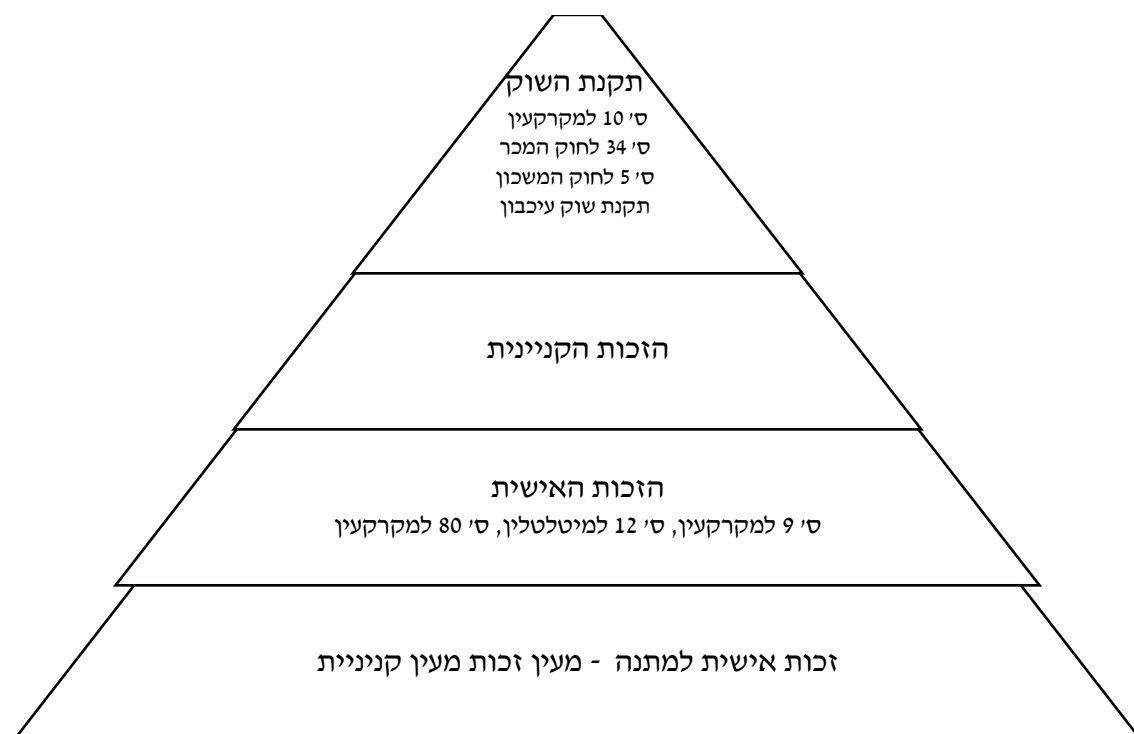 תקנת השוק
ס' 10 למקרקעין
ס' 34 לחוק המכר
ס' 5 לחוק המשכון
תקנת שוק עיכבון
הזכות הקניינית
הזכות האישית
ס' 9 למקרקעין, ס' 12 למיטלטלין, ס' 80 למקרקעין
זכות אישית למתנה - מעין זכות מעין קניניית